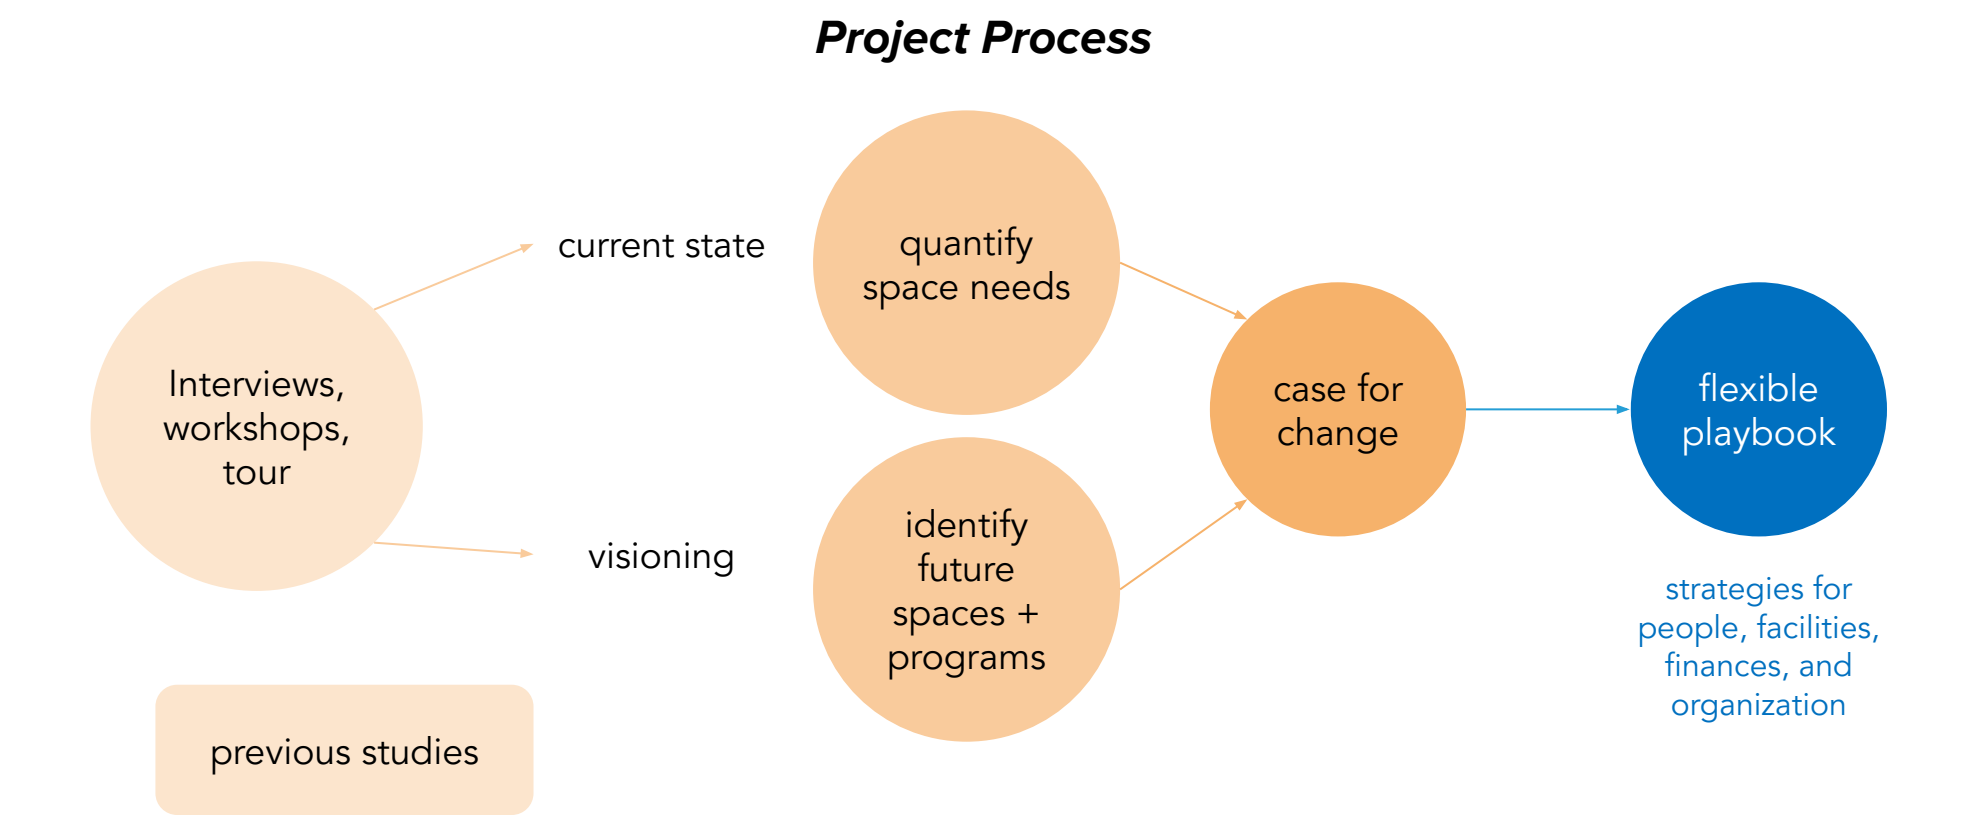 Project Process
Interviews,
workshops,
tour
current state
visioning
previous studies
quantify
space needs
identify
future
spaces +
programs
case for
change
flexible
playbook
strategies for
people, facilities,
finances, and
organization